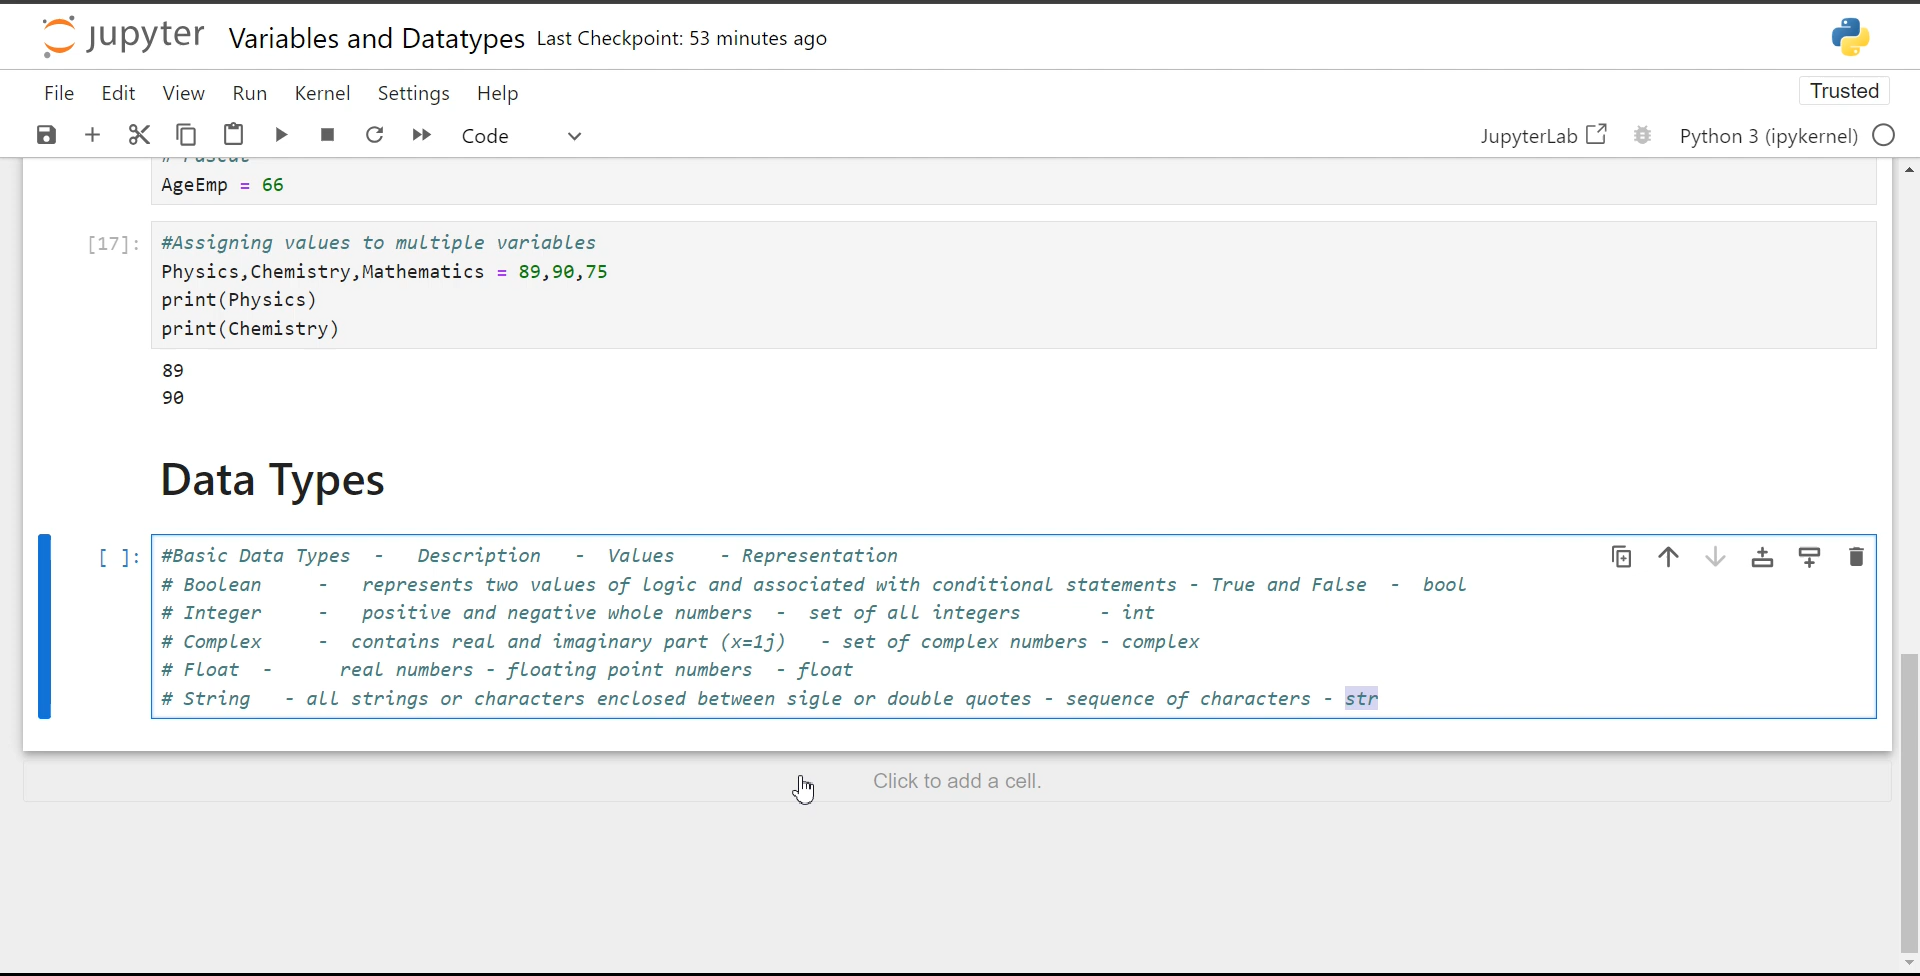 jupyter Variables and Datatypes Last Checkpoint: 53 minutes ago
File Edit View Run Kernel Settings Help Trusted
Code JupyterLab Python 3 (ipykernel)
# Pascal
AgeEmp = 66
[17]: #Assigning values to multiple variables
Physics,Chemistry,Mathematics = 89,90,75
print(Physics)
print(Chemistry)
89
90
Data Types
[ ]: #Basic Data Types - Description - Values - Representation
# Boolean - represents two values of logic and associated with conditional statements - True and False - bool
# Integer - positive and negative whole numbers - set of all integers - int
# Complex - contains real and imaginary part (x=1j) - set of complex numbers - complex
# Float - real numbers - floating point numbers - float
# String - all strings or characters enclosed between sigle or double quotes - sequence of characters - str
Click to add a cell.